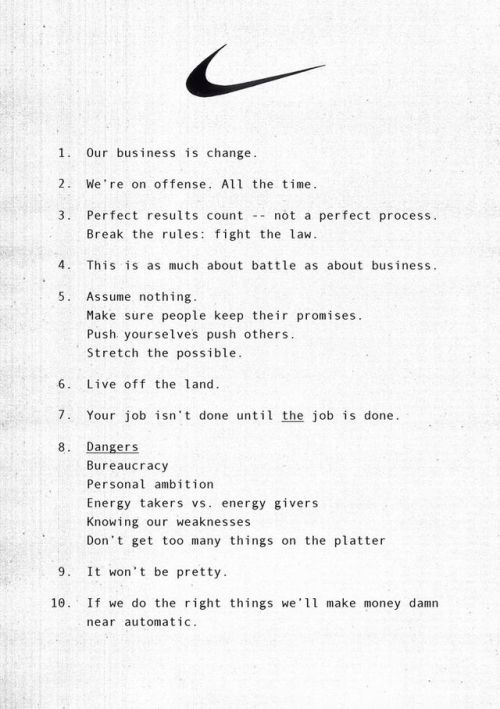 1. Our business is change.
2. We're on offense. All the time.
3. Perfect results count -- not a perfect process.
Break the rules: fight the law.
4. This is as much about battle as about business.
5. Assume nothing.
Make sure people keep their promises.
Push yourselves push others.
Stretch the possible.
6. Live off the land.
7. Your job isn't done until the job is done.
8. Dangers
Bureaucracy
Personal ambition
Energy takers vs. energy givers
Knowing our weaknesses
Don't get too many things on the platter
9. It won't be pretty.
10. If we do the right things we'll make money damn
near automatic.